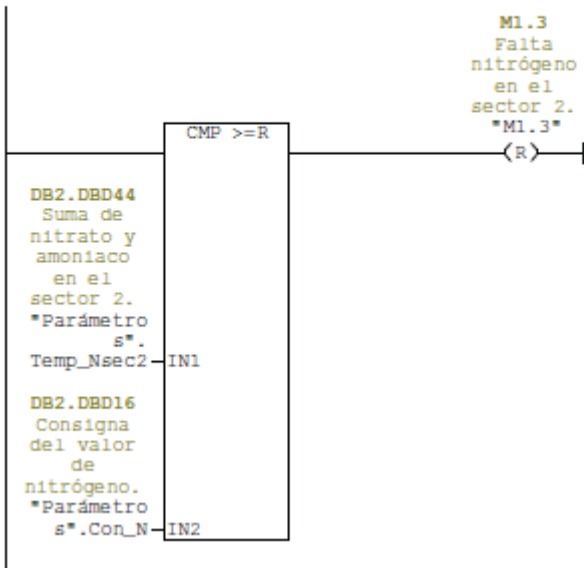 M1.3
Falta
nitrógeno
en el
sector 2.
"M1.3"
(R)
CMP >=R
DB2.DBD44
Suma de
nitrato y
amoniaco
en el
sector 2.
"Parámetro
s".
Temp_Nsec2
IN1
DB2.DBD16
Consigna
del valor
de
nitrógeno.
"Parámetro
s".Con_N
IN2